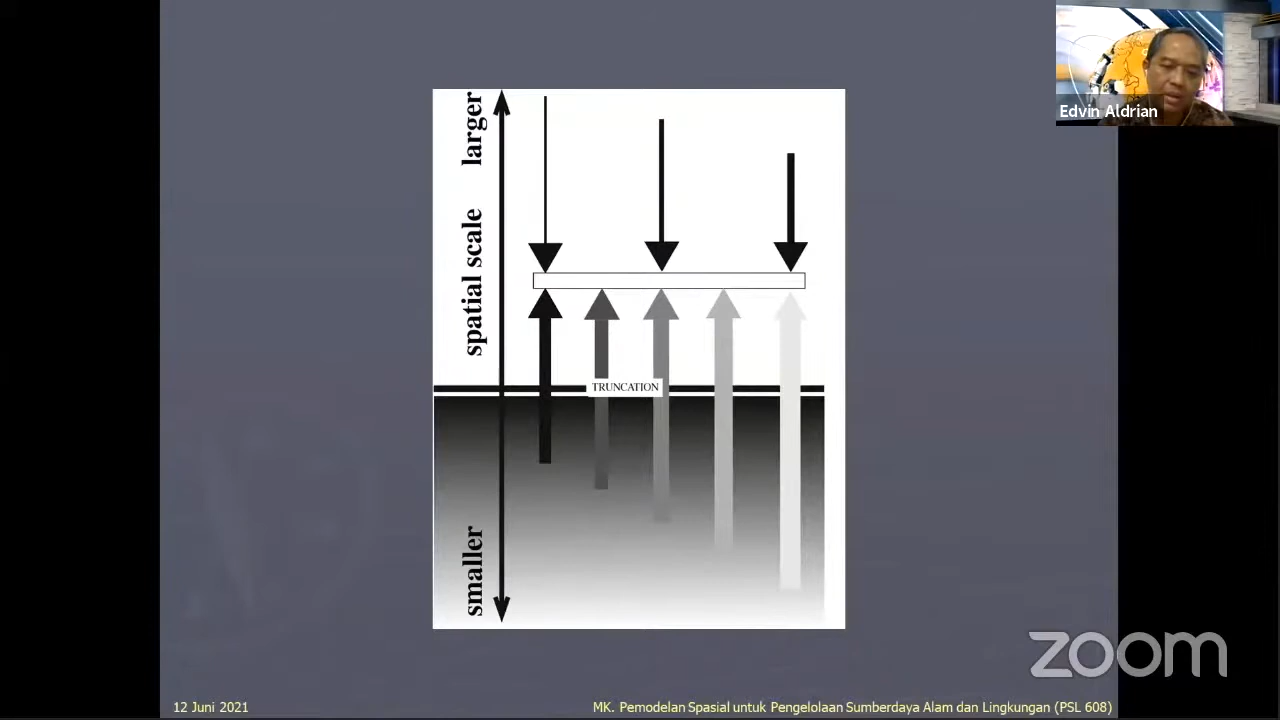 Edvin Aldrian
larger
spatial scale
TRUNCATION
smaller
zoom
12 Juni 2021
MK. Pemodelan Spasial untuk Pengelolaan Sumberdaya Alam dan Lingkungan (PSL 608)